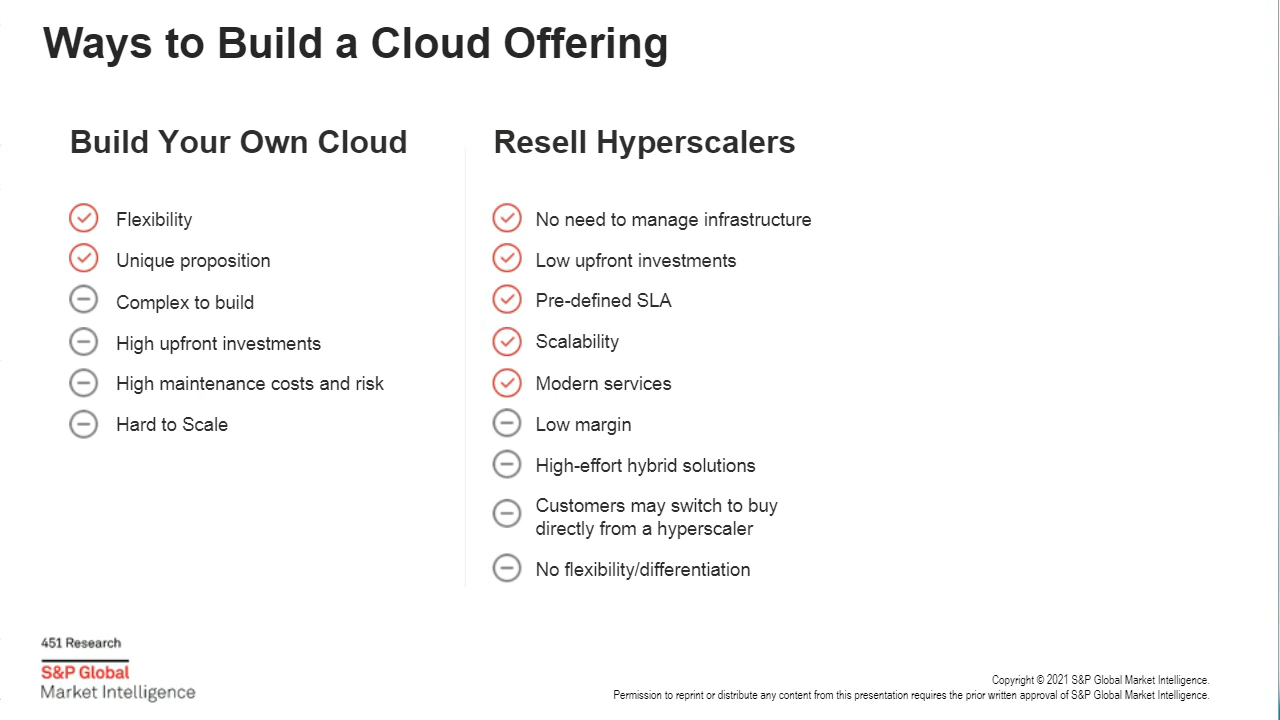 Ways to Build a Cloud Offering
Build Your Own Cloud
Flexibility
Unique proposition
Complex to build
High upfront investments
High maintenance costs and risk
Hard to Scale
Resell Hyperscalers
No need to manage infrastructure
Low upfront investments
Pre-defined SLA
Scalability
Modern services
Low margin
High-effort hybrid solutions
Customers may switch to buy
directly from a hyperscaler
No flexibility/differentiation
451 Research
S&P Global
Market Intelligence
Copyright © 2021 S&P Global Market Intelligence.
Permission to reprint or distribute any content from this presentation requires the prior written approval of S&P Global Market Intelligence.